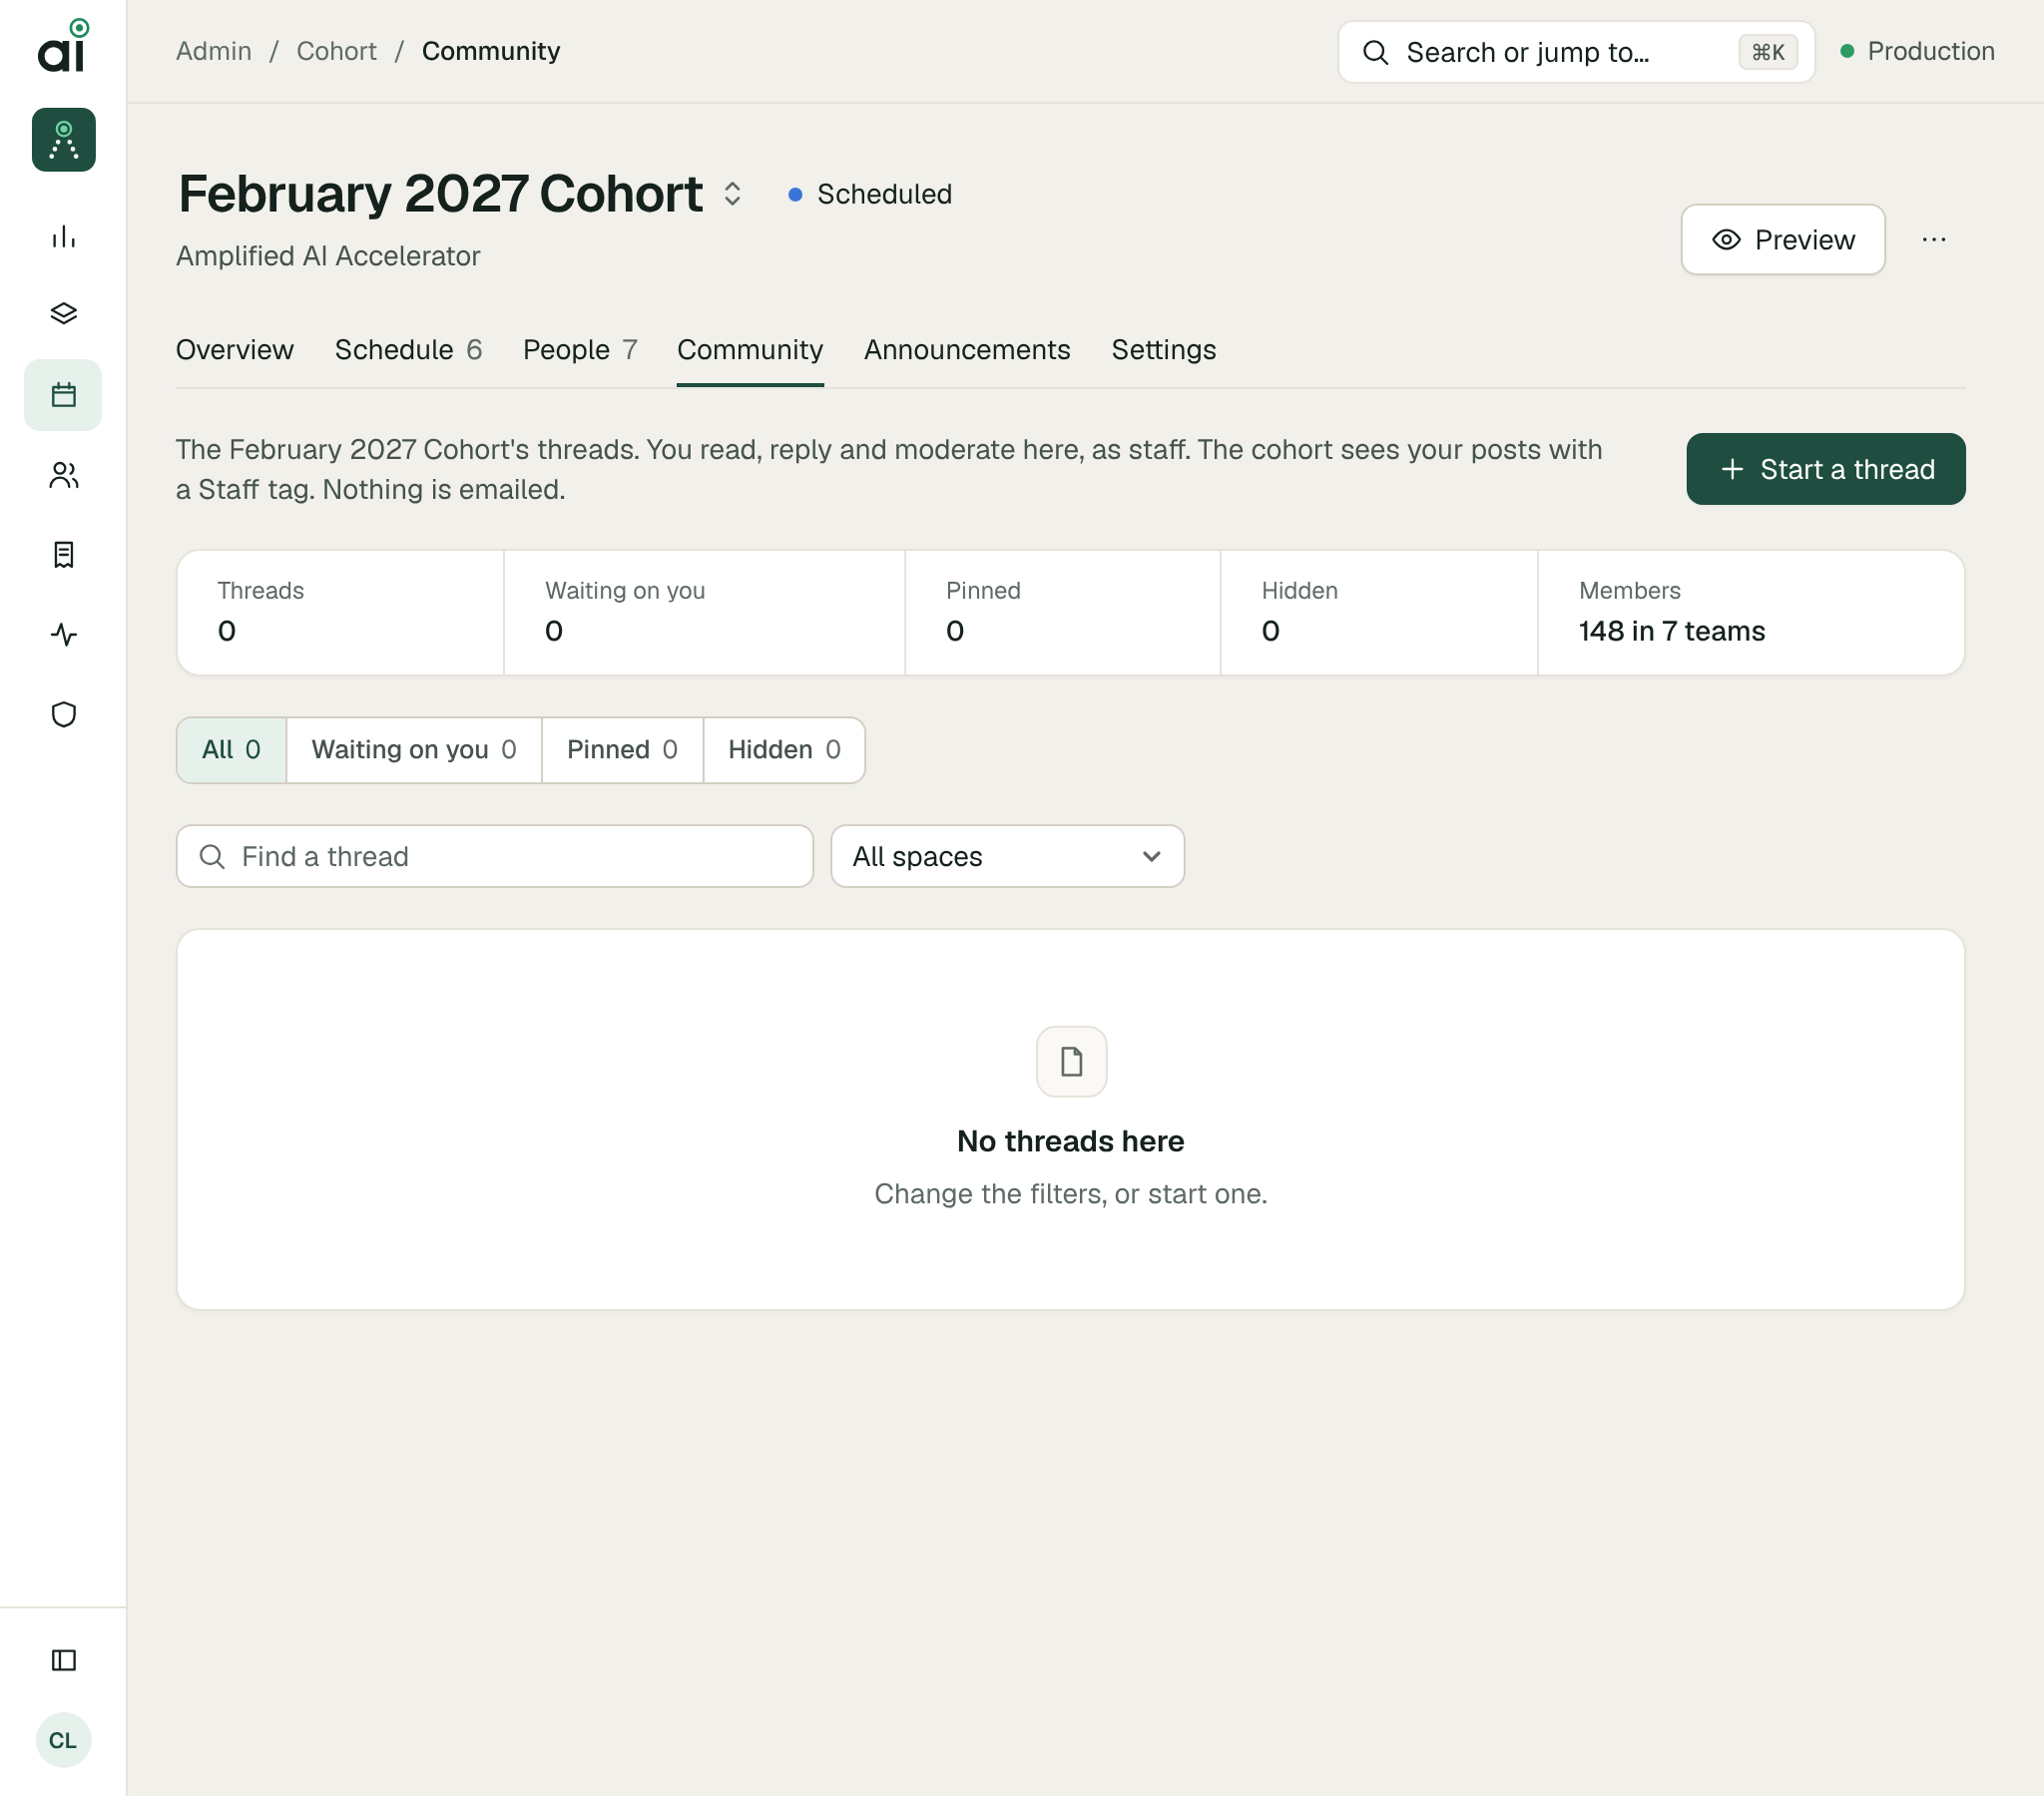 ai
Admin / Cohort / Community
Search or jump to... ⌘K
Production
February 2027 Cohort
Scheduled
Amplified AI Accelerator
Preview
Overview
Schedule 6
People 7
Community
Announcements
Settings
The February 2027 Cohort's threads. You read, reply and moderate here, as staff. The cohort sees your posts with
a Staff tag. Nothing is emailed.
+ Start a thread
Threads
0
Waiting on you
0
Pinned
0
Hidden
0
Members
148 in 7 teams
All 0
Waiting on you 0
Pinned 0
Hidden 0
Find a thread
All spaces
No threads here
Change the filters, or start one.
CL